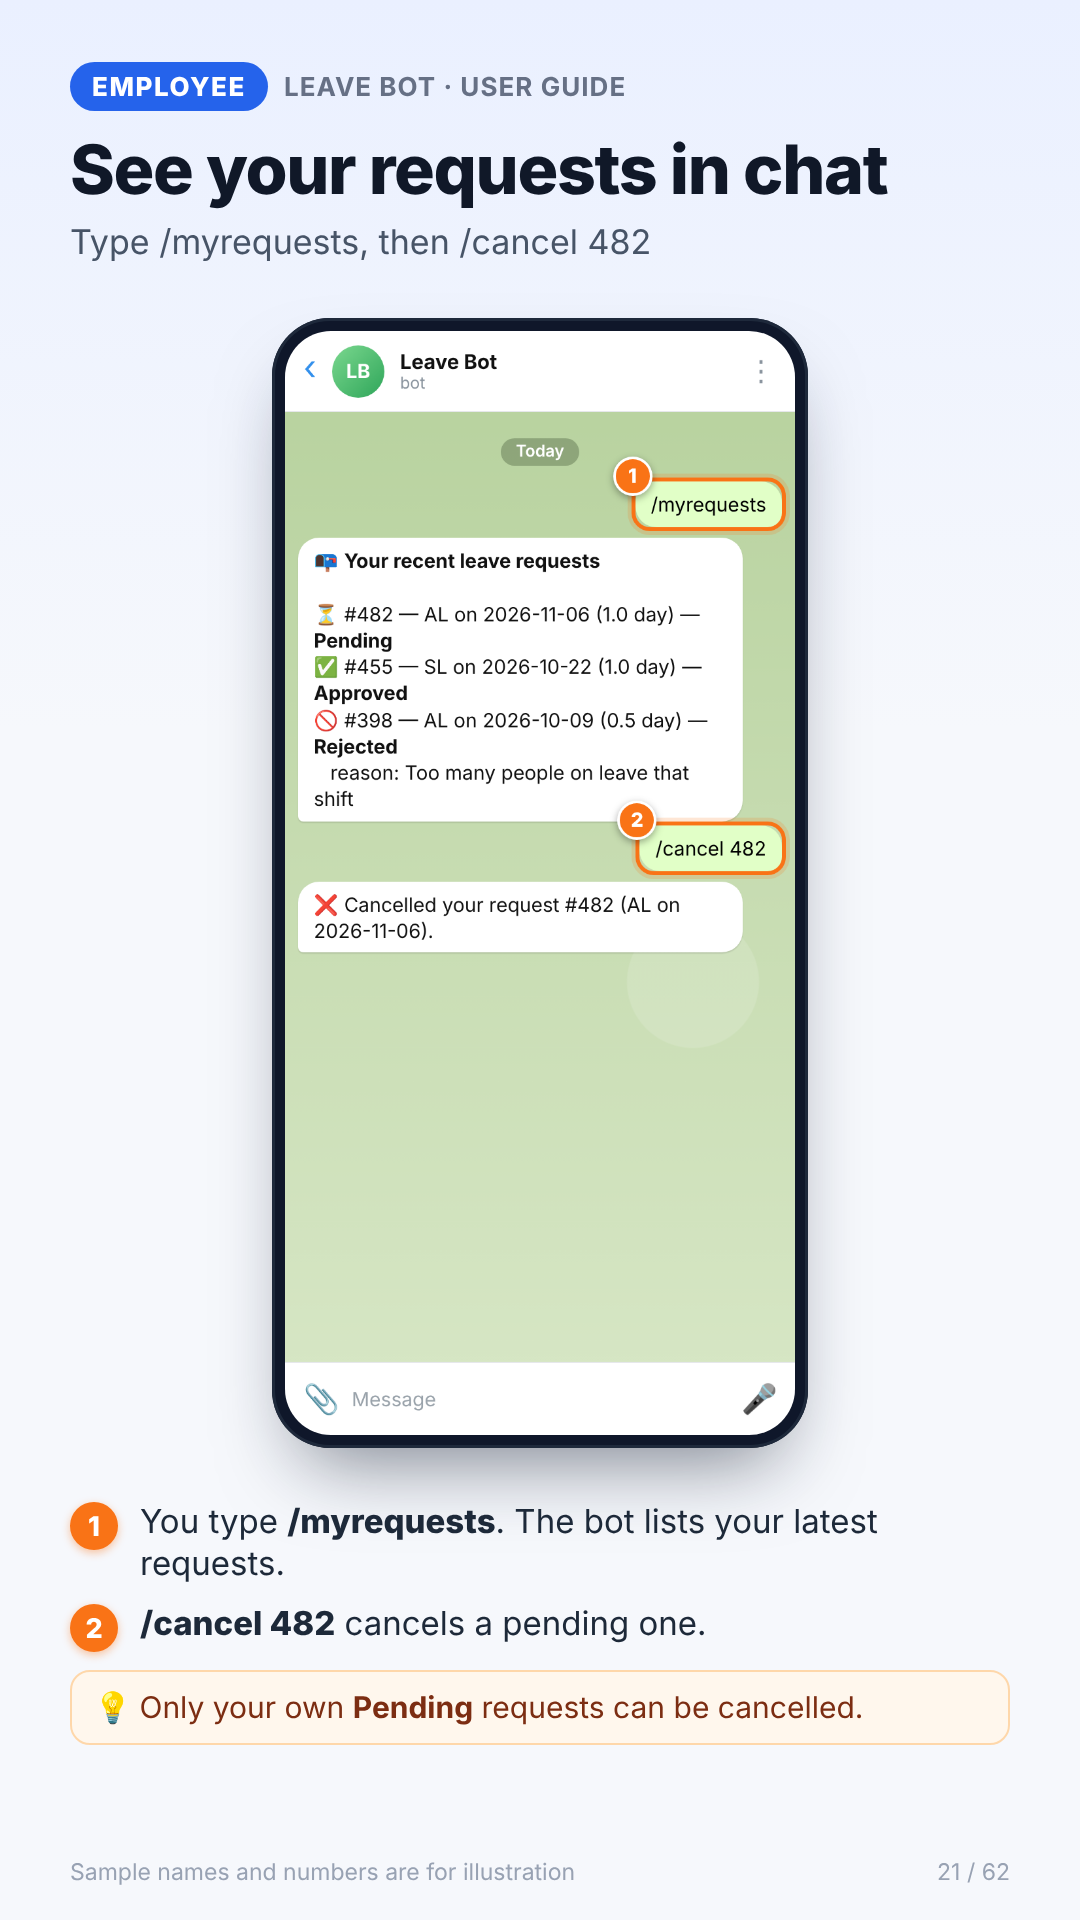 EMPLOYEE LEAVE BOT · USER GUIDE
See your requests in chat
Type /myrequests, then /cancel 482
‹ LB Leave Bot
bot
Today
1
/myrequests
📭 Your recent leave requests
⏳ #482 — AL on 2026-11-06 (1.0 day) —
Pending
✅ #455 — SL on 2026-10-22 (1.0 day) —
Approved
🚫 #398 — AL on 2026-10-09 (0.5 day) —
Rejected
reason: Too many people on leave that
shift
2
/cancel 482
❌ Cancelled your request #482 (AL on
2026-11-06).
Message
1 You type /myrequests. The bot lists your latest
requests.
2 /cancel 482 cancels a pending one.
💡 Only your own Pending requests can be cancelled.
Sample names and numbers are for illustration 21 / 62